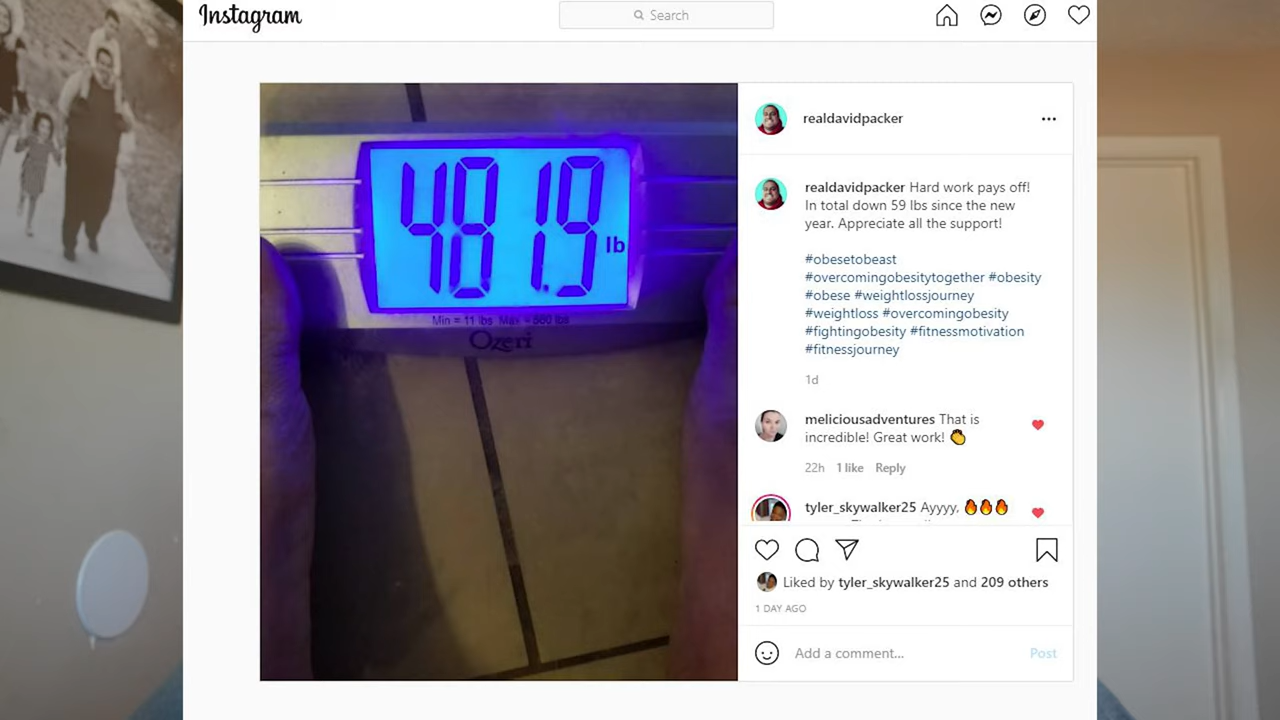 Instagram
Search
481.9
lb
Min = 11 lbs Max = 560 lbs
Ozeri
realdavidpacker
realdavidpacker Hard work pays off!
In total down 59 lbs since the new
year. Appreciate all the support!
#obesetobeast
#overcomingobesitytogether #obesity
#obese #weightlossjourney
#weightloss #overcomingobesity
#fightingobesity #fitnessmotivation
#fitnessjourney
1d
meliciousadventures That is
incredible! Great work! 👏
22h 1 like Reply
tyler_skywalker25 Ayyyy, 🔥🔥🔥
Liked by tyler_skywalker25 and 209 others
1 DAY AGO
Add a comment... Post